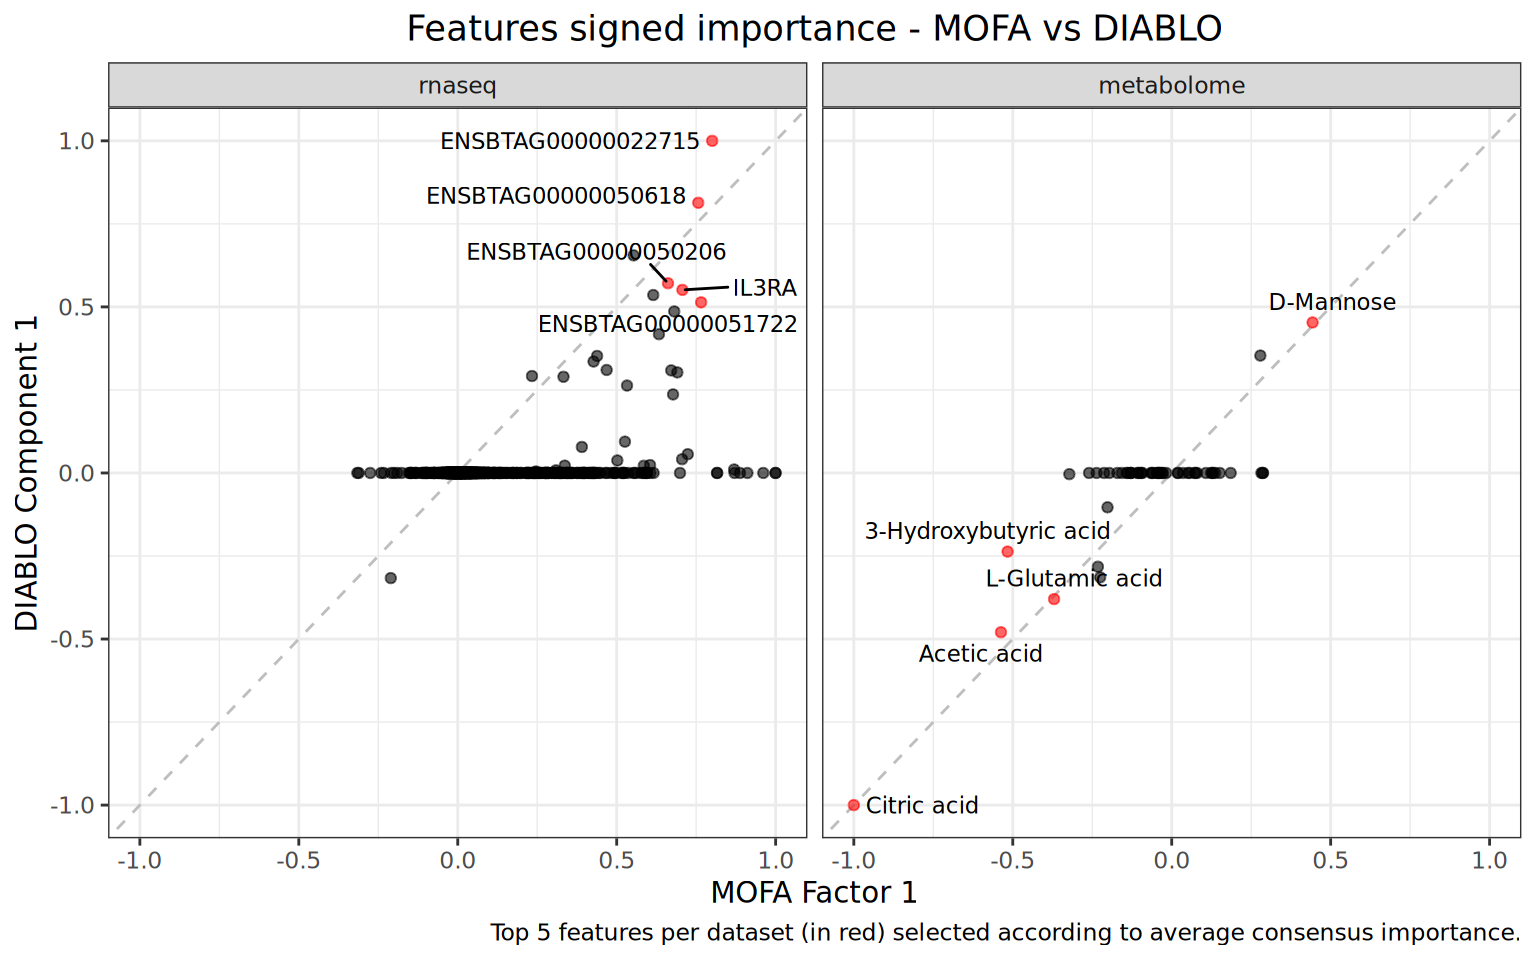 Features signed importance - MOFA vs DIABLO
rnaseq
metabolome
DIABLO Component 1
1.0
0.5
0.0
-0.5
-1.0
ENSBTAG00000022715
ENSBTAG00000050618
ENSBTAG00000050206
IL3RA
ENSBTAG00000051722
D-Mannose
3-Hydroxybutyric acid
L-Glutamic acid
Acetic acid
Citric acid
-1.0 -0.5 0.0 0.5 1.0
-1.0 -0.5 0.0 0.5 1.0
MOFA Factor 1
Top 5 features per dataset (in red) selected according to average consensus importance.